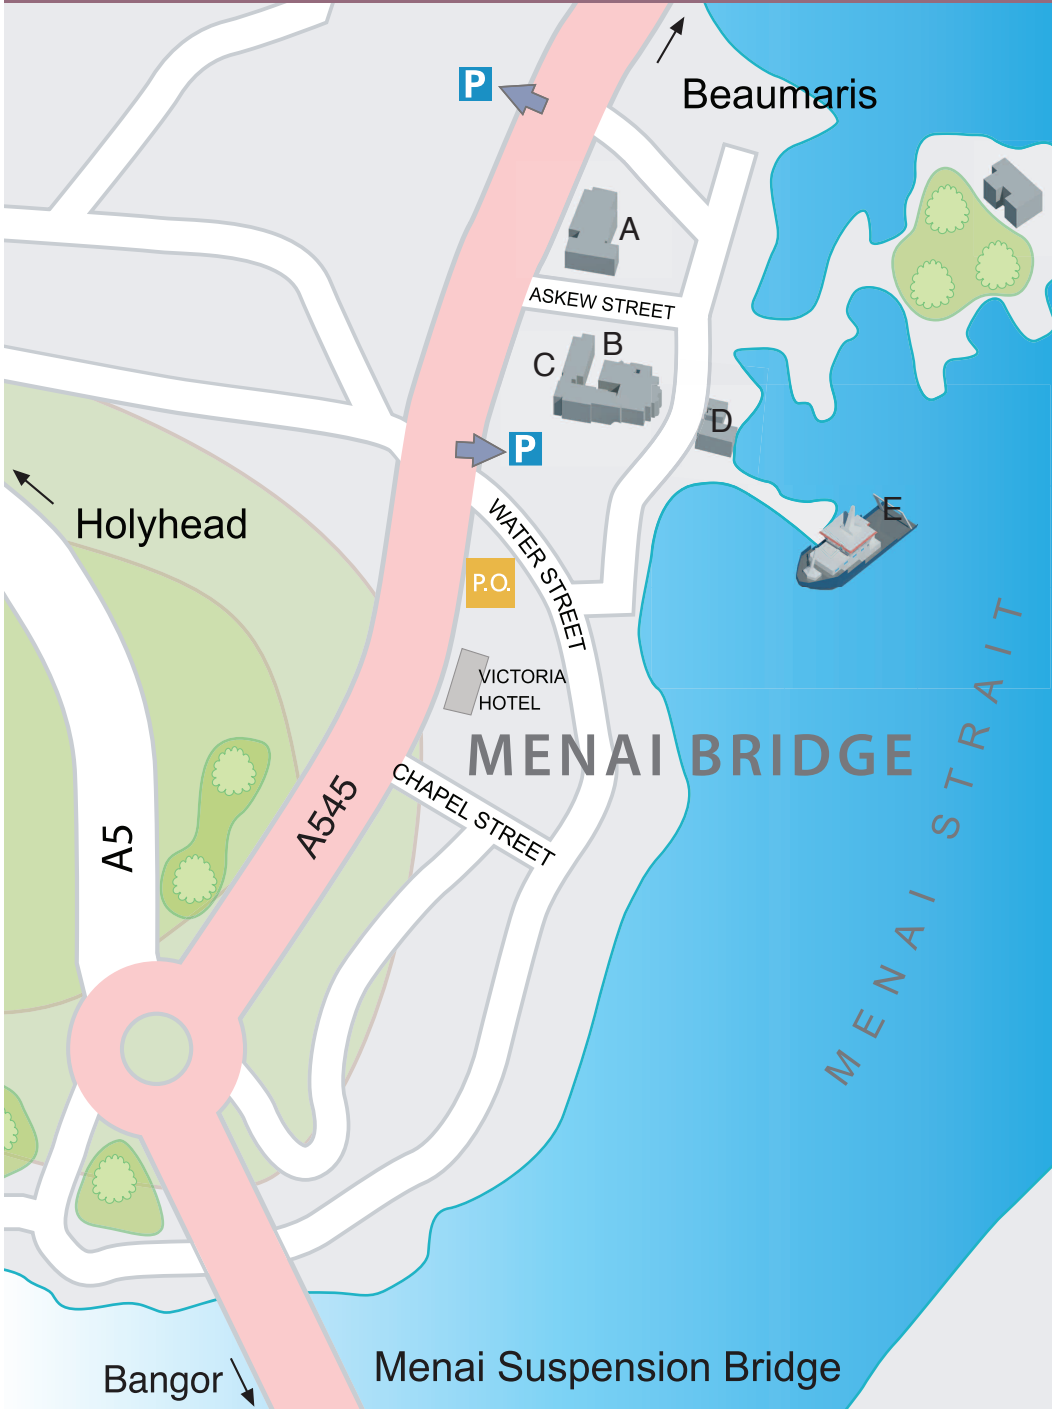 P
Beaumaris
A
ASKEW STREET
B
C
D
P
E
Holyhead
WATER STREET
P.O.
VICTORIA
HOTEL
MENAI BRIDGE
MENAI STRAIT
CHAPEL STREET
A545
A5
Menai Suspension Bridge
Bangor